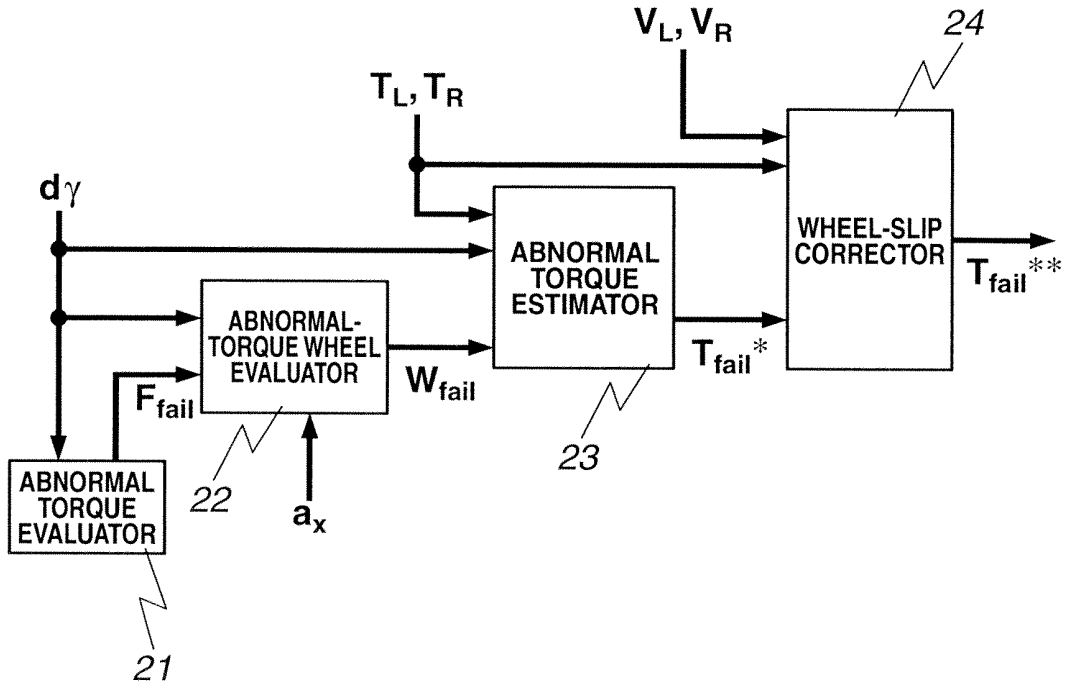 24
V_L, V_R
T_L, T_R
dγ
WHEEL-SLIP
CORRECTOR
T_fail**
ABNORMAL
TORQUE
ESTIMATOR
T_fail*
23
ABNORMAL-
TORQUE WHEEL
EVALUATOR
W_fail
F_fail
22
a_x
ABNORMAL
TORQUE
EVALUATOR
21